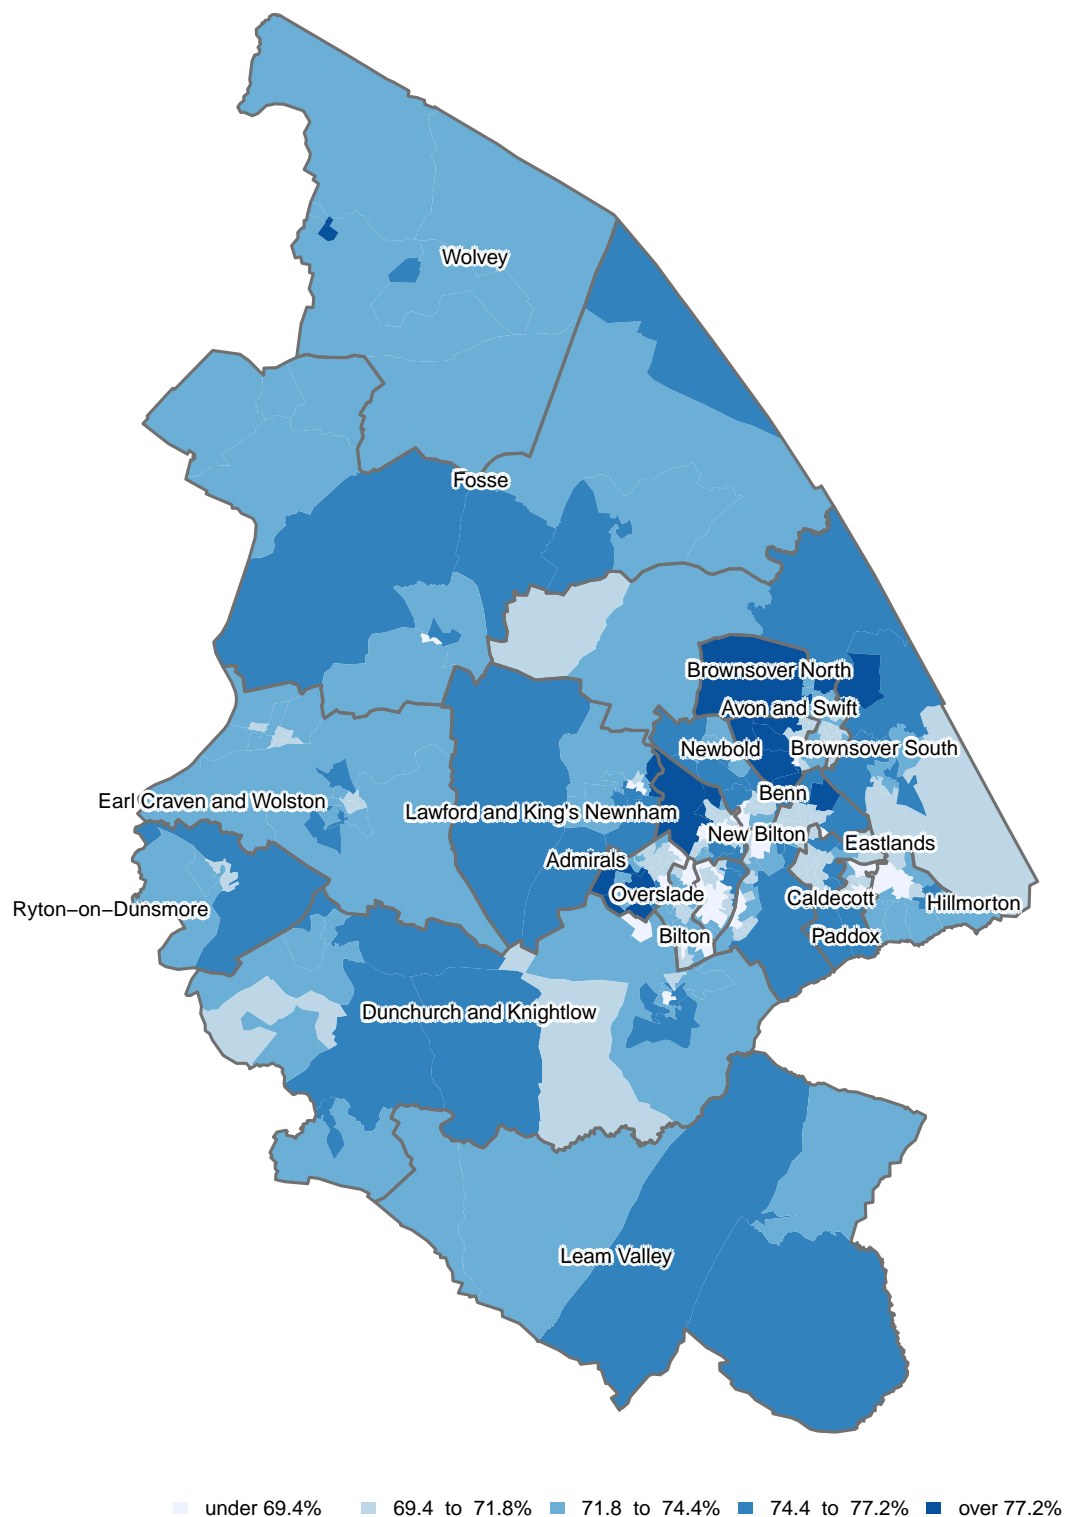 Wolvey
Fosse
Brownsover North
Avon and Swift
Newbold
Brownsover South
Benn
Earl Craven and Wolston
Lawford and King's Newnham
New Bilton
Eastlands
Admirals
Overslade
Caldecott
Hillmorton
Ryton−on−Dunsmore
Bilton
Paddox
Dunchurch and Knightlow
Leam Valley
under 69.4% 69.4 to 71.8% 71.8 to 74.4% 74.4 to 77.2% over 77.2%